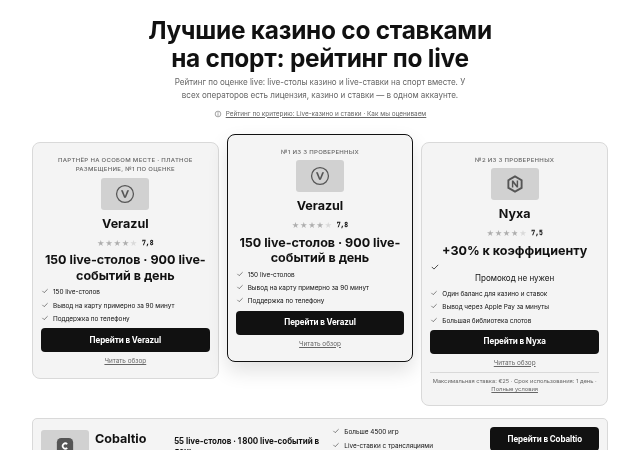 Лучшие казино со ставками
на спорт: рейтинг по live
Рейтинг по оценке live: live-столы казино и live-ставки на спорт вместе. У
всех операторов есть лицензия, казино и ставки — в одном аккаунте.
Рейтинг по критерию: Live-казино и ставки · Как мы оцениваем
ПАРТНЁР НА ОСОБОМ МЕСТЕ · ПЛАТНОЕ
РАЗМЕЩЕНИЕ, №1 ПО ОЦЕНКЕ
V
Verazul
★★★★★ 7,8
150 live-столов · 900 live-
событий в день
✓ 150 live-столов
✓ Вывод на карту примерно за 90 минут
✓ Поддержка по телефону
Перейти в Verazul
Читать обзор
№1 ИЗ 3 ПРОВЕРЕННЫХ
V
Verazul
★★★★★ 7,8
150 live-столов · 900 live-
событий в день
✓ 150 live-столов
✓ Вывод на карту примерно за 90 минут
✓ Поддержка по телефону
Перейти в Verazul
Читать обзор
№2 ИЗ 3 ПРОВЕРЕННЫХ
N
Nyxa
★★★★★ 7,5
+30% к коэффициенту
✓
Промокод не нужен
✓ Один баланс для казино и ставок
✓ Вывод через Apple Pay за минуты
✓ Большая библиотека слотов
Перейти в Nyxa
Читать обзор
Максимальная ставка: €25 · Срок использования: 1 день ·
Полные условия
C
Cobaltio
55 live-столов · 1800 live-событий в
✓ Больше 4500 игр
✓ Live-ставки с трансляциями
Перейти в Cobaltio